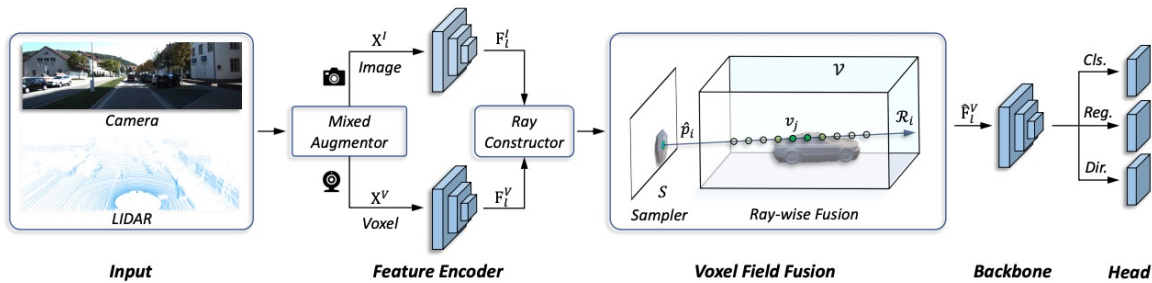 Camera
LIDAR
Input
Mixed
Augmentor
X^I
Image
X^V
Voxel
F_l^I
F_l^V
Ray
Constructor
Feature Encoder
S
Sampler
p̂_i
v_j
𝒱
ℛ_i
Ray-wise Fusion
Voxel Field Fusion
F̂_l^V
Backbone
Cls.
Reg.
Dir.
Head